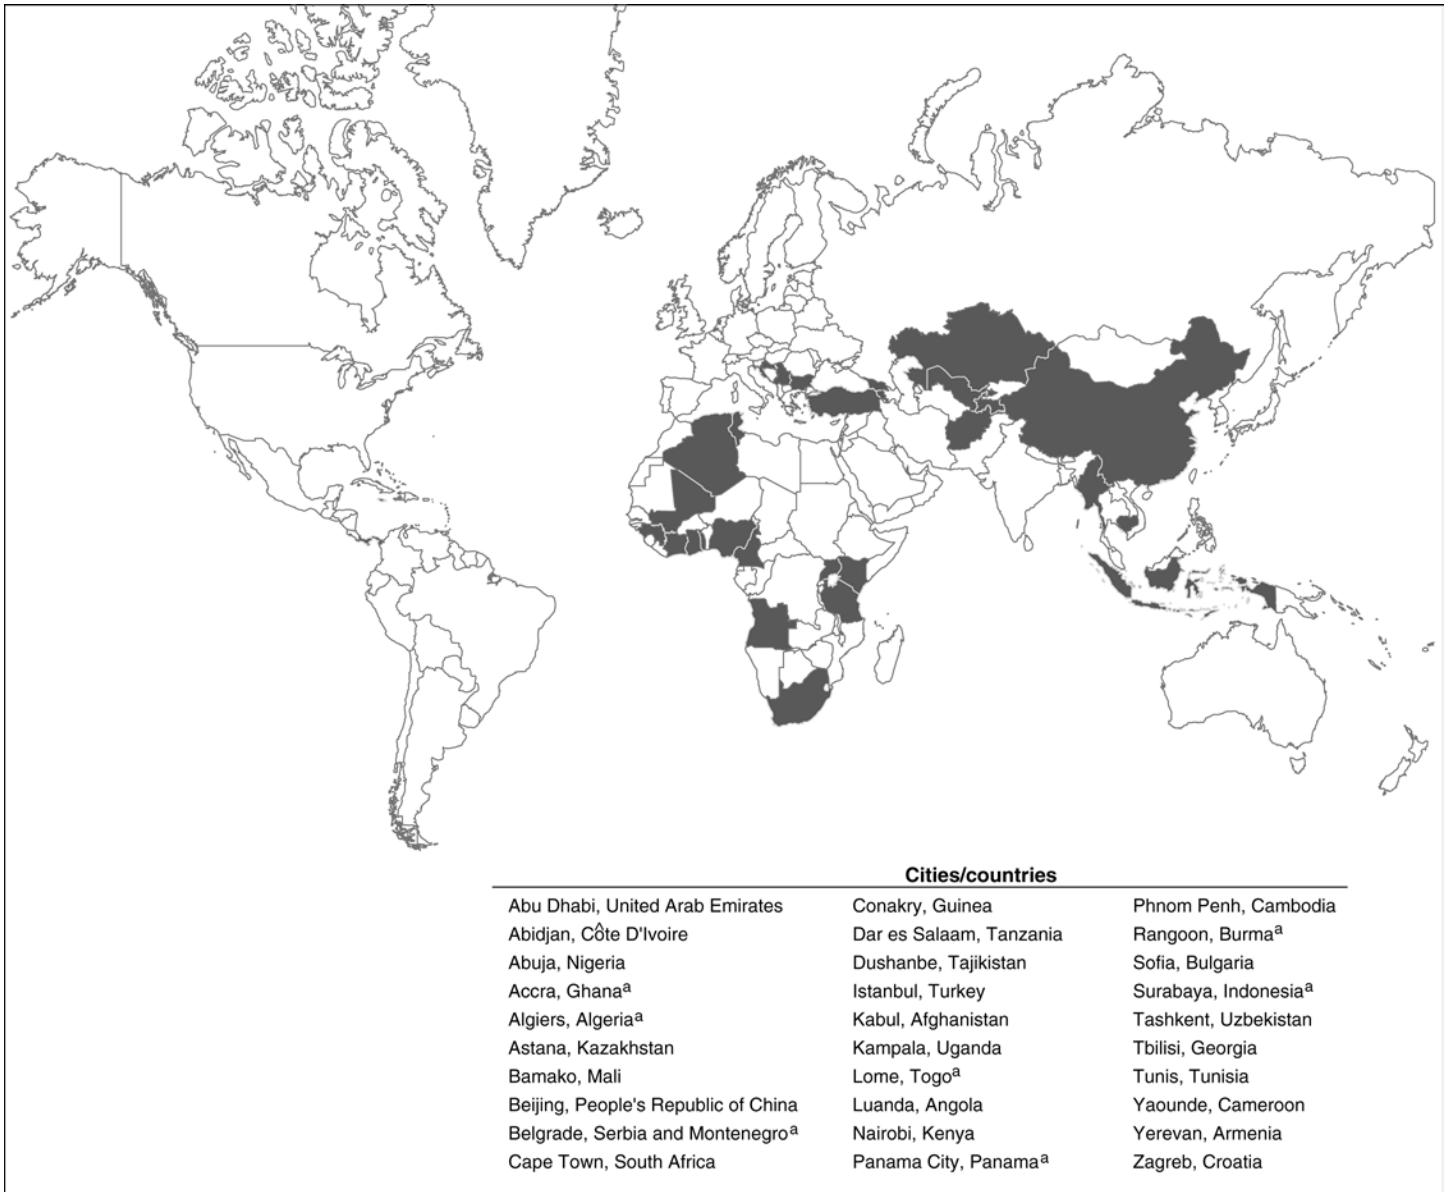 Cities/countries
Abu Dhabi, United Arab Emirates
Abidjan, Côte D'Ivoire
Abuja, Nigeria
Accra, Ghanaᵃ
Algiers, Algeriaᵃ
Astana, Kazakhstan
Bamako, Mali
Beijing, People's Republic of China
Belgrade, Serbia and Montenegroᵃ
Cape Town, South Africa
Conakry, Guinea
Dar es Salaam, Tanzania
Dushanbe, Tajikistan
Istanbul, Turkey
Kabul, Afghanistan
Kampala, Uganda
Lome, Togoᵃ
Luanda, Angola
Nairobi, Kenya
Panama City, Panamaᵃ
Phnom Penh, Cambodia
Rangoon, Burmaᵃ
Sofia, Bulgaria
Surabaya, Indonesiaᵃ
Tashkent, Uzbekistan
Tbilisi, Georgia
Tunis, Tunisia
Yaounde, Cameroon
Yerevan, Armenia
Zagreb, Croatia